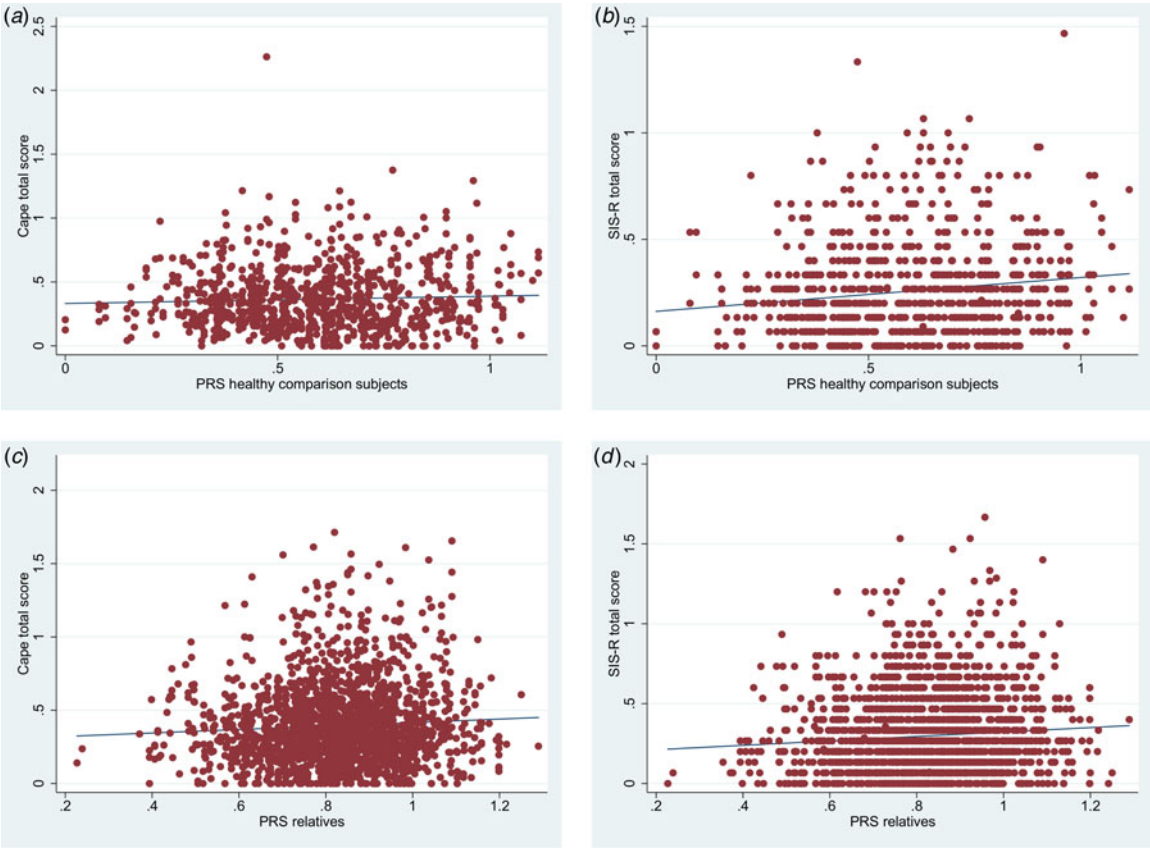 (a)
2.5
2
1.5
1
.5
0
Cape total score
0 .5 1
PRS healthy comparison subjects
(b)
1.5
1
.5
0
SIS-R total score
0 .5 1
PRS healthy comparison subjects
(c)
2
1.5
1
.5
0
Cape total score
.2 .4 .6 .8 1 1.2
PRS relatives
(d)
2
1.5
1
.5
0
SIS-R total score
.2 .4 .6 .8 1 1.2
PRS relatives